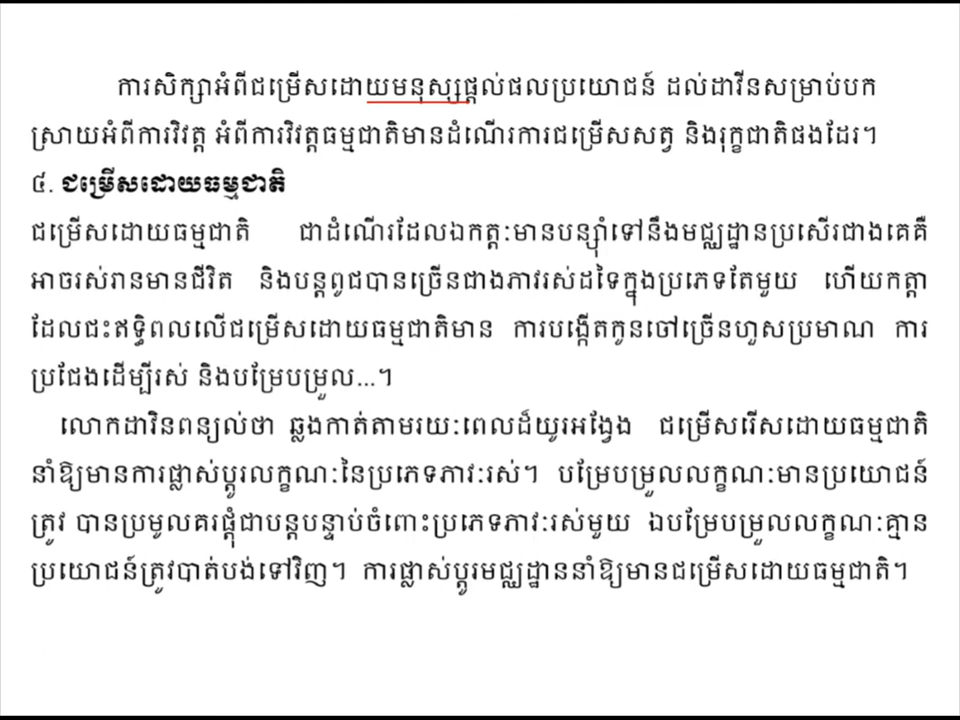 ការសិក្សាអំពីជម្រើសដោយមនុស្សផ្តល់ផលប្រយោជន៍ ដល់ដាវីនសម្រាប់បក
ស្រាយអំពីការវិវត្ត អំពីការវិវត្តធម្មជាតិមានដំណើរការជម្រើសសត្វ និងរុក្ខជាតិផងដែរ។
៤. ជម្រើសដោយធម្មជាតិ
ជម្រើសដោយធម្មជាតិ ជាដំណើរដែលឯកត្តៈមានបន្ស៊ាំទៅនឹងមជ្ឈដ្ឋានប្រសើរជាងគេគឺ
អាចរស់រានមានជីវិត និងបន្តពូជបានច្រើនជាងភាវរស់ដទៃក្នុងប្រភេទតែមួយ ហើយកត្តា
ដែលជះឥទ្ធិពលលើជម្រើសដោយធម្មជាតិមាន ការបង្កើតកូនចៅច្រើនហួសប្រមាណ ការ
ប្រជែងដើម្បីរស់ និងបម្រែបម្រួល...។
លោកដាវិនពន្យល់ថា ឆ្លងកាត់តាមរយៈពេលដ៏យូរអង្វែង ជម្រើសរើសដោយធម្មជាតិ
នាំឱ្យមានការផ្លាស់ប្តូរលក្ខណៈនៃប្រភេទភាវៈរស់។ បម្រែបម្រួលលក្ខណៈមានប្រយោជន៍
ត្រូវ បានប្រមូលគរផ្តុំជាបន្តបន្ទាប់ចំពោះប្រភេទភាវៈរស់មួយ ឯបម្រែបម្រួលលក្ខណៈគ្មាន
ប្រយោជន៍ត្រូវបាត់បង់ទៅវិញ។ ការផ្លាស់ប្តូរមជ្ឈដ្ឋាននាំឱ្យមានជម្រើសដោយធម្មជាតិ។